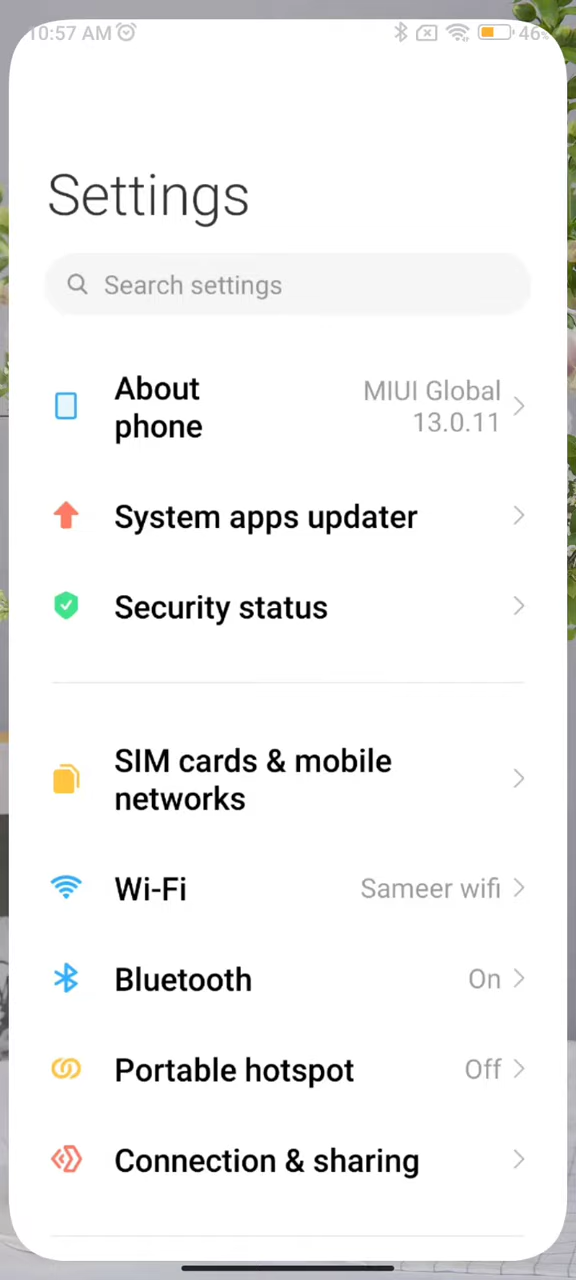 10:57 AM
46%
Settings
Search settings
About
phone
MIUI Global
13.0.11
System apps updater
Security status
SIM cards & mobile
networks
Wi-Fi
Sameer wifi
Bluetooth
On
Portable hotspot
Off
Connection & sharing